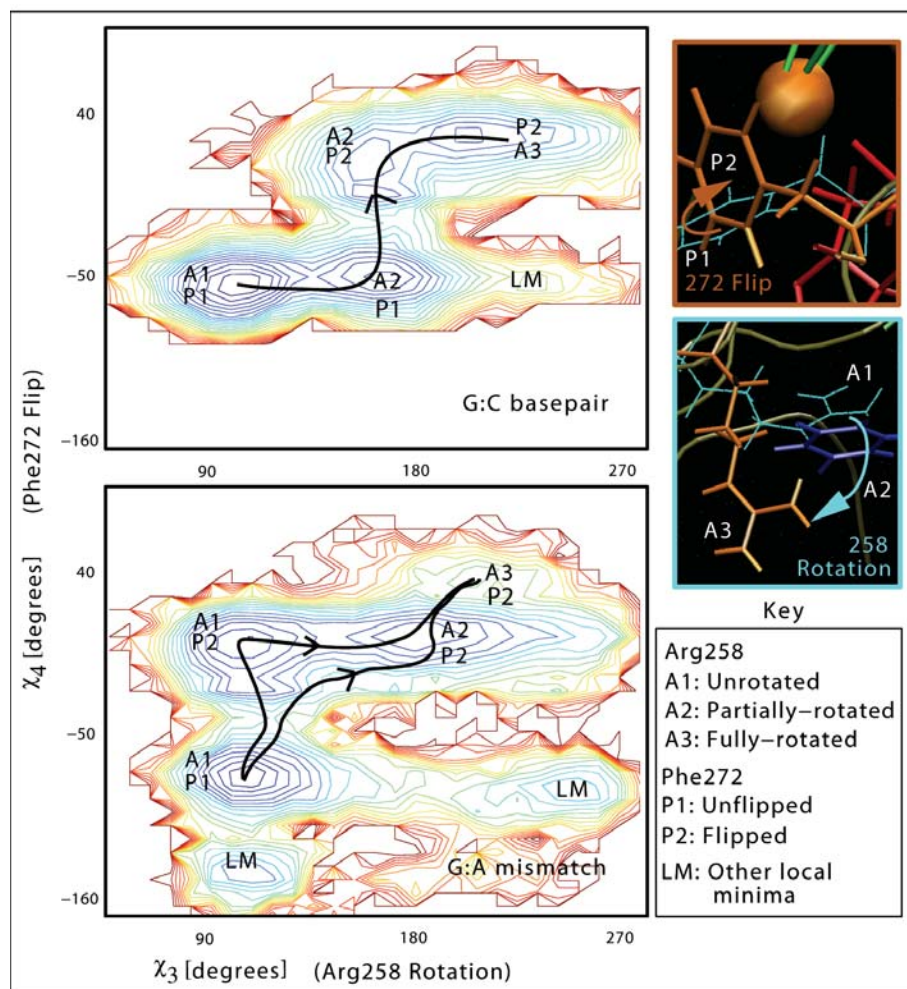 40
A2
P2
P2
A3
χ4 [degrees] (Phe272 Flip)
−50
A1
P1
A2
P1
LM
G:C basepair
−160
90 180 270
40
A3
P2
A1
P2
A2
P2
−50
A1
P1
LM
LM
G:A mismatch
−160
90 180 270
χ3 [degrees] (Arg258 Rotation)
P2
P1
272 Flip
A1
A2
A3
258
Rotation
Key
Arg258
A1: Unrotated
A2: Partially−rotated
A3: Fully−rotated
Phe272
P1: Unflipped
P2: Flipped
LM: Other local
minima